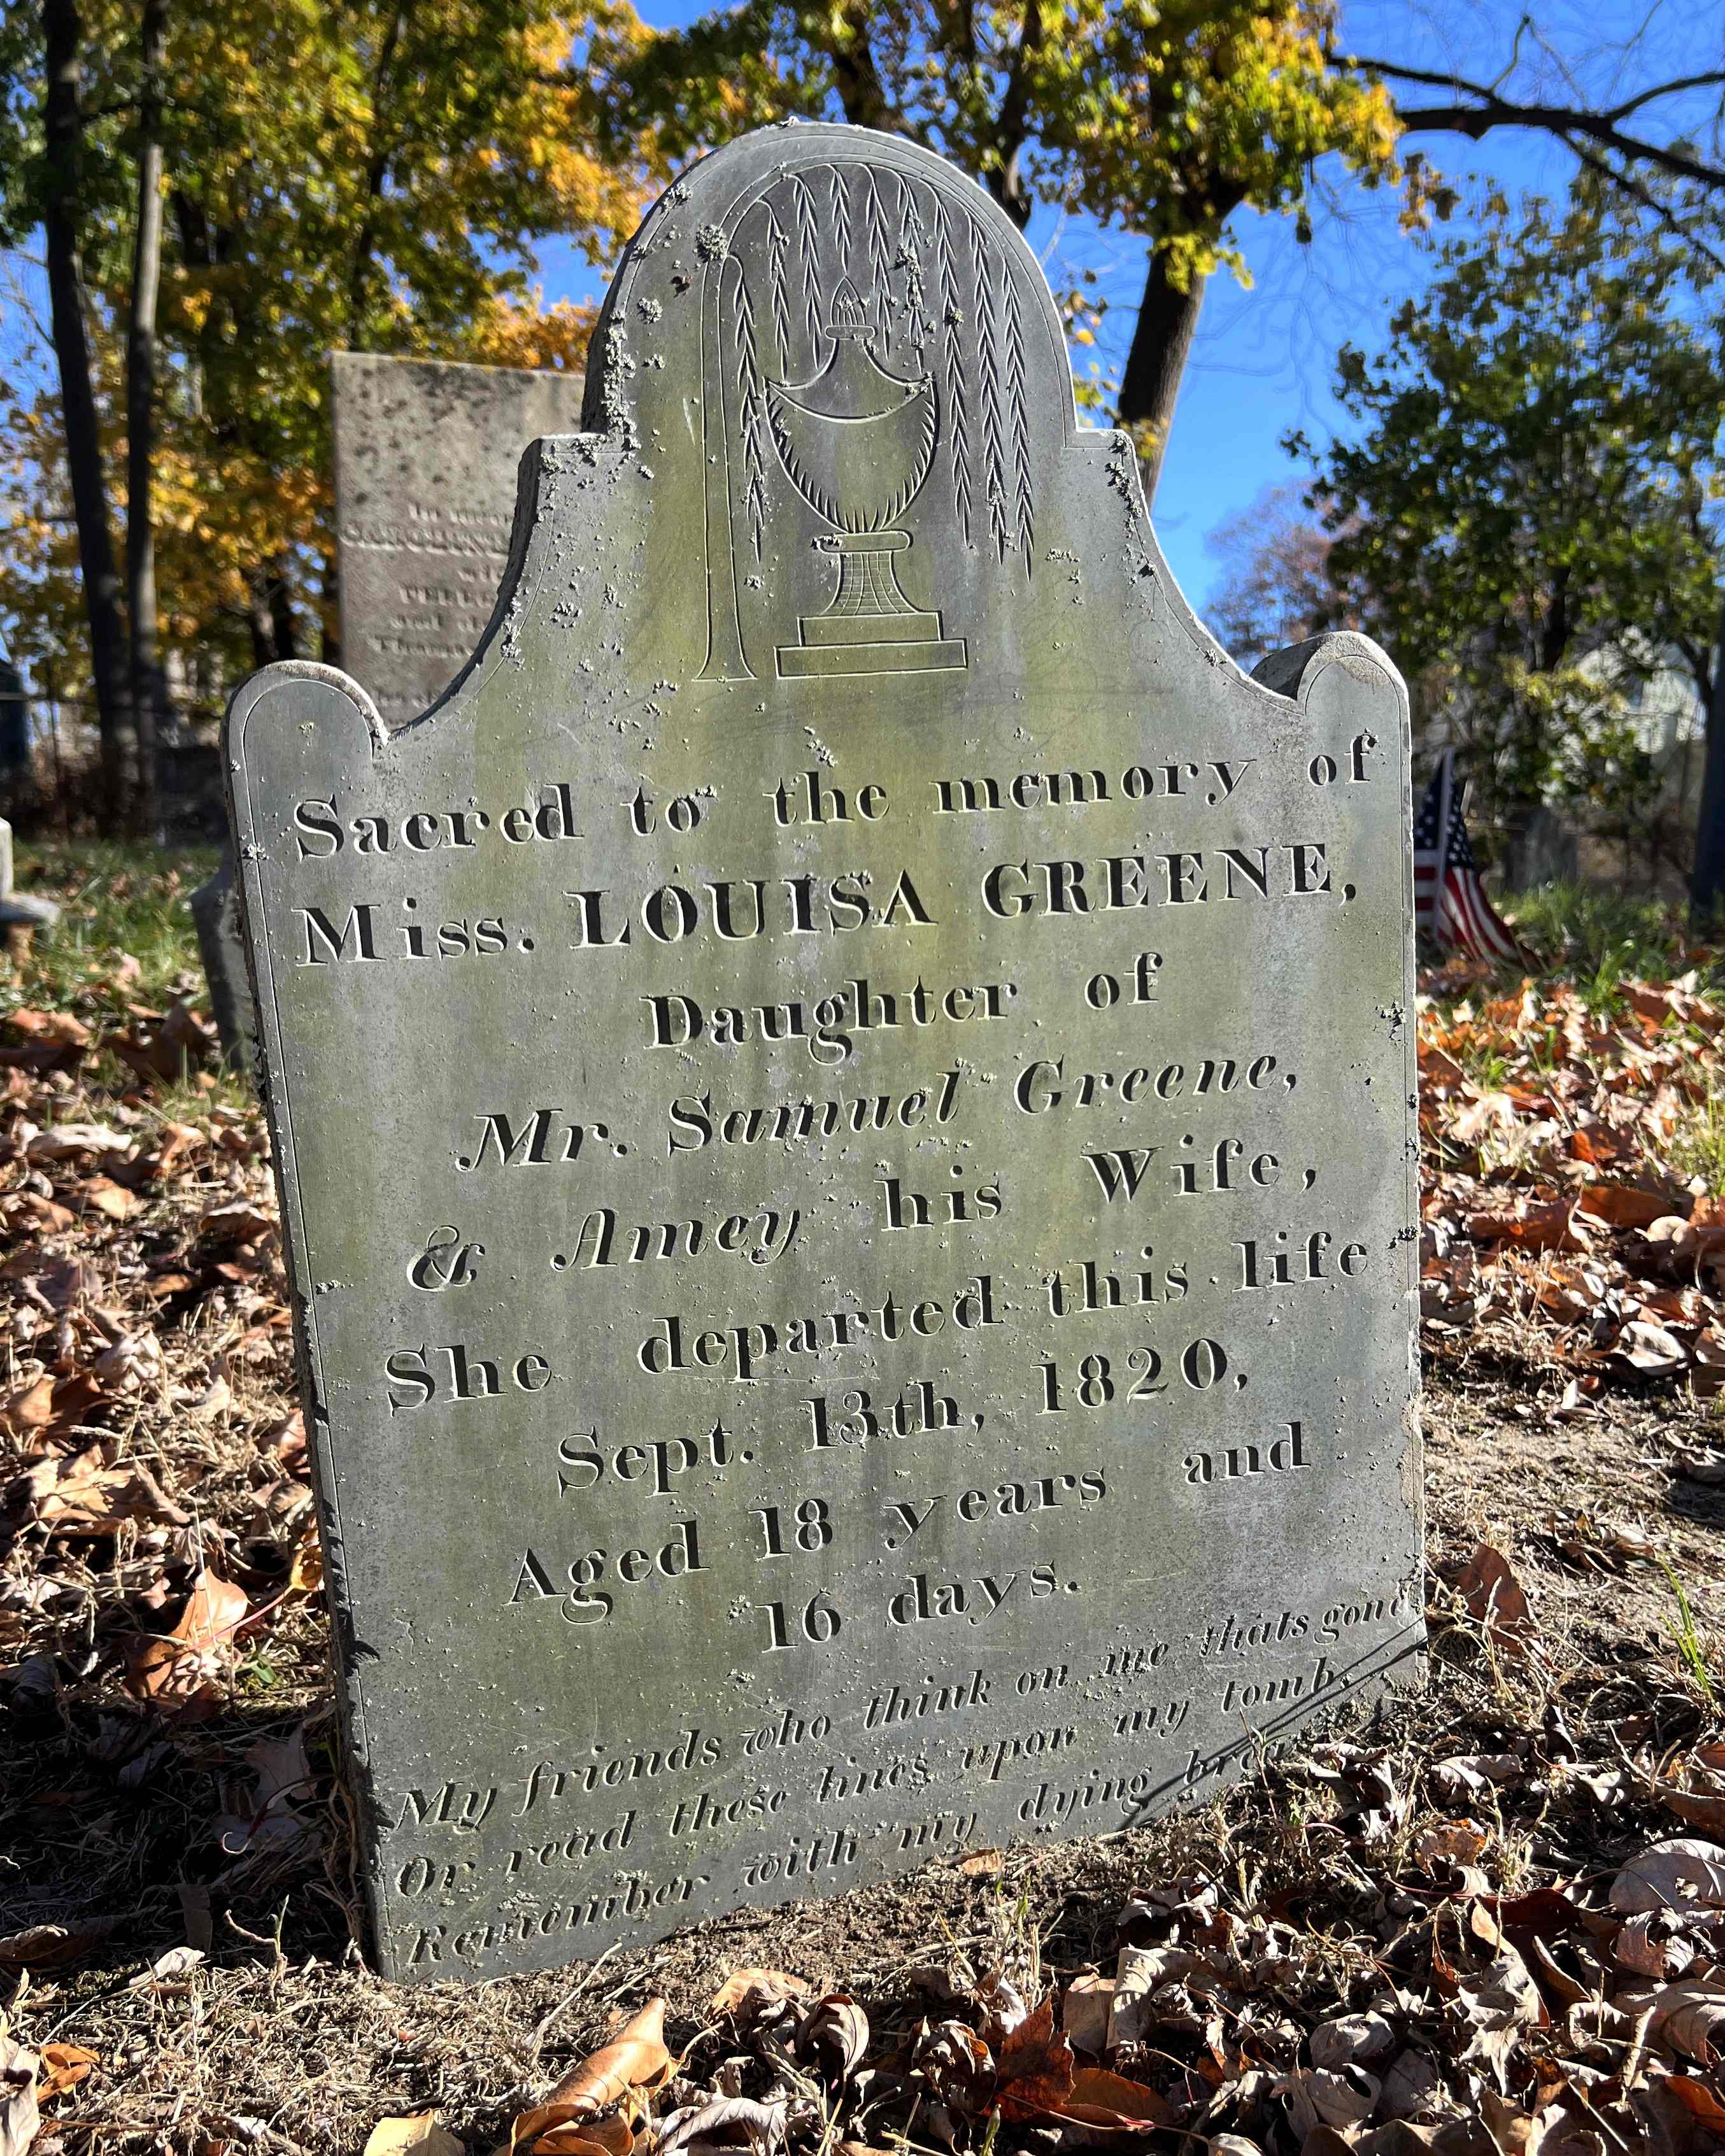 Sacred to the memory of
Miss. LOUISA GREENE,
Daughter of
Mr. Samuel Greene,
& Amey his Wife,
She departed this life
Sept. 13th, 1820,
Aged 18 years and
16 days.
My friends who think on me thats gone
Or read these lines upon my tomb.
Remember with my dying